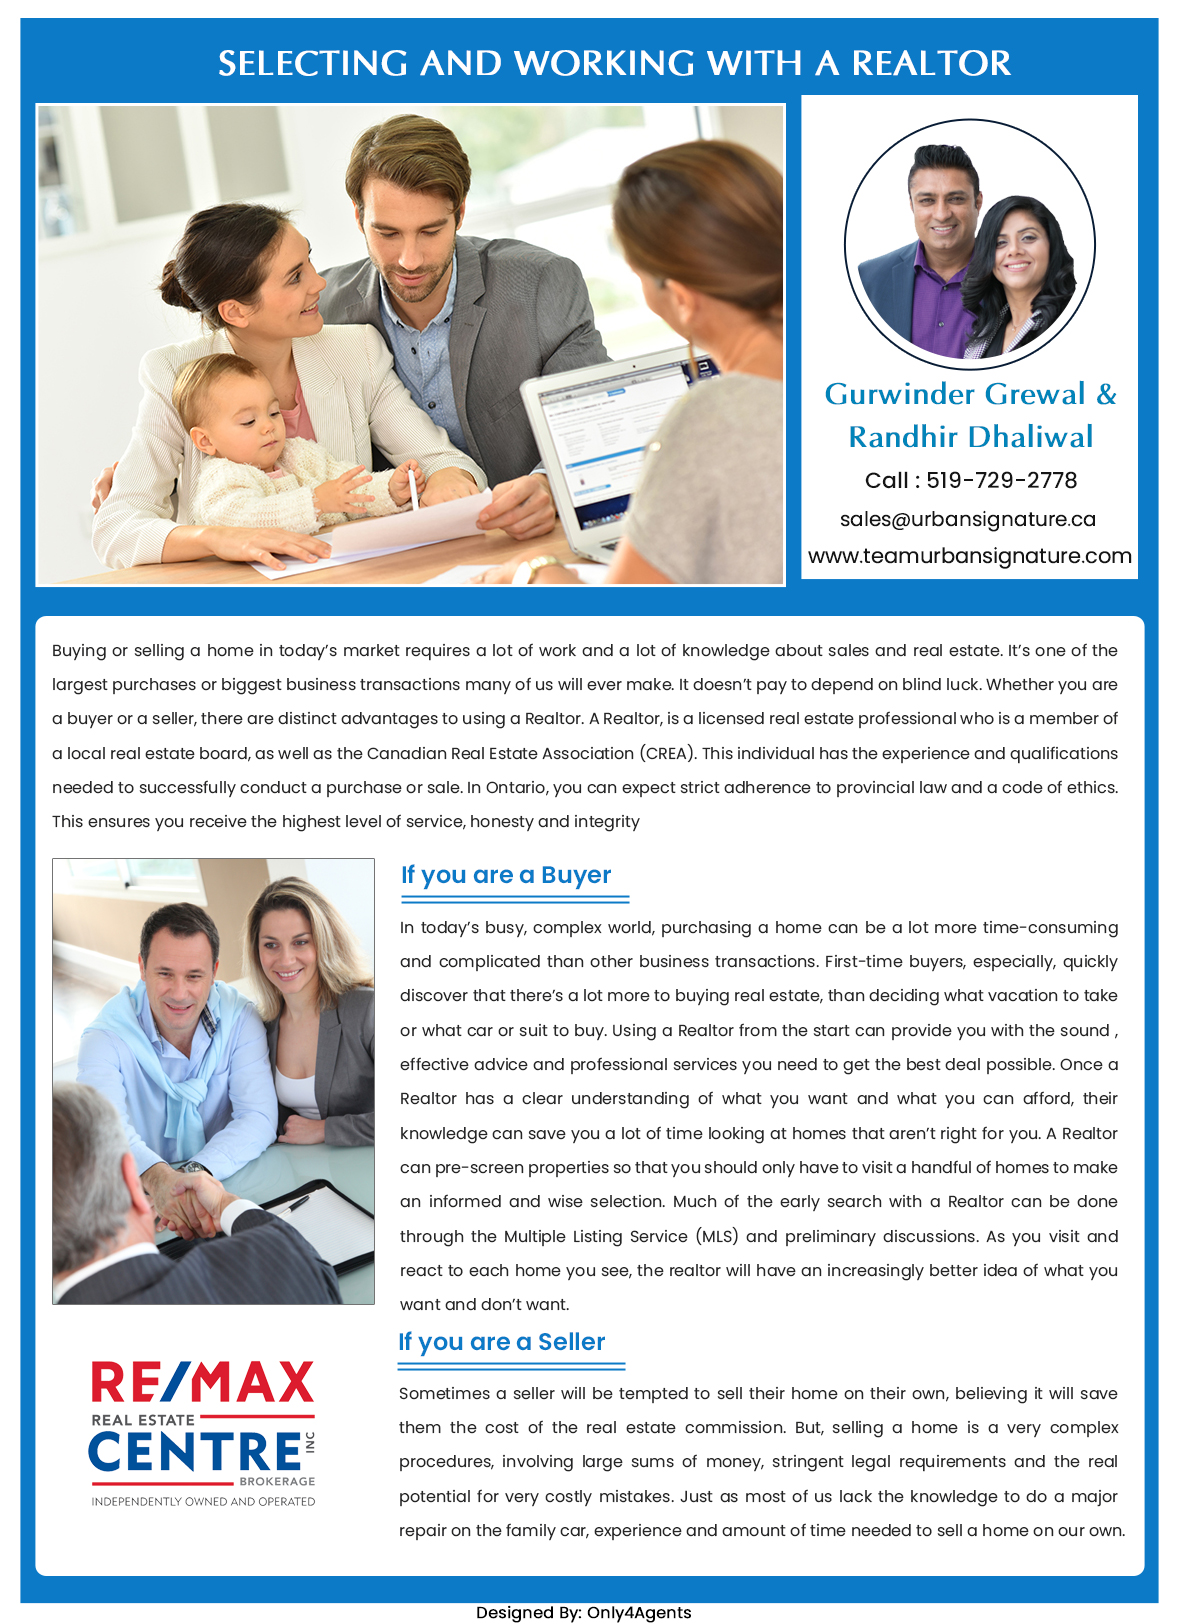 SELECTING AND WORKING WITH A REALTOR
Gurwinder Grewal &
Randhir Dhaliwal
Call : 519-729-2778
sales@urbansignature.ca
www.teamurbansignature.com
Buying or selling a home in today’s market requires a lot of work and a lot of knowledge about sales and real estate. It’s one of the
largest purchases or biggest business transactions many of us will ever make. It doesn’t pay to depend on blind luck. Whether you are
a buyer or a seller, there are distinct advantages to using a Realtor. A Realtor, is a licensed real estate professional who is a member of
a local real estate board, as well as the Canadian Real Estate Association (CREA). This individual has the experience and qualifications
needed to successfully conduct a purchase or sale. In Ontario, you can expect strict adherence to provincial law and a code of ethics.
This ensures you receive the highest level of service, honesty and integrity
If you are a Buyer
In today’s busy, complex world, purchasing a home can be a lot more time-consuming
and complicated than other business transactions. First-time buyers, especially, quickly
discover that there’s a lot more to buying real estate, than deciding what vacation to take
or what car or suit to buy. Using a Realtor from the start can provide you with the sound ,
effective advice and professional services you need to get the best deal possible. Once a
Realtor has a clear understanding of what you want and what you can afford, their
knowledge can save you a lot of time looking at homes that aren’t right for you. A Realtor
can pre-screen properties so that you should only have to visit a handful of homes to make
an informed and wise selection. Much of the early search with a Realtor can be done
through the Multiple Listing Service (MLS) and preliminary discussions. As you visit and
react to each home you see, the realtor will have an increasingly better idea of what you
want and don’t want.
If you are a Seller
Sometimes a seller will be tempted to sell their home on their own, believing it will save
them the cost of the real estate commission. But, selling a home is a very complex
procedures, involving large sums of money, stringent legal requirements and the real
potential for very costly mistakes. Just as most of us lack the knowledge to do a major
repair on the family car, experience and amount of time needed to sell a home on our own.
RE/MAX
REAL ESTATE
CENTRE INC
BROKERAGE
INDEPENDENTLY OWNED AND OPERATED
Designed By: Only4Agents